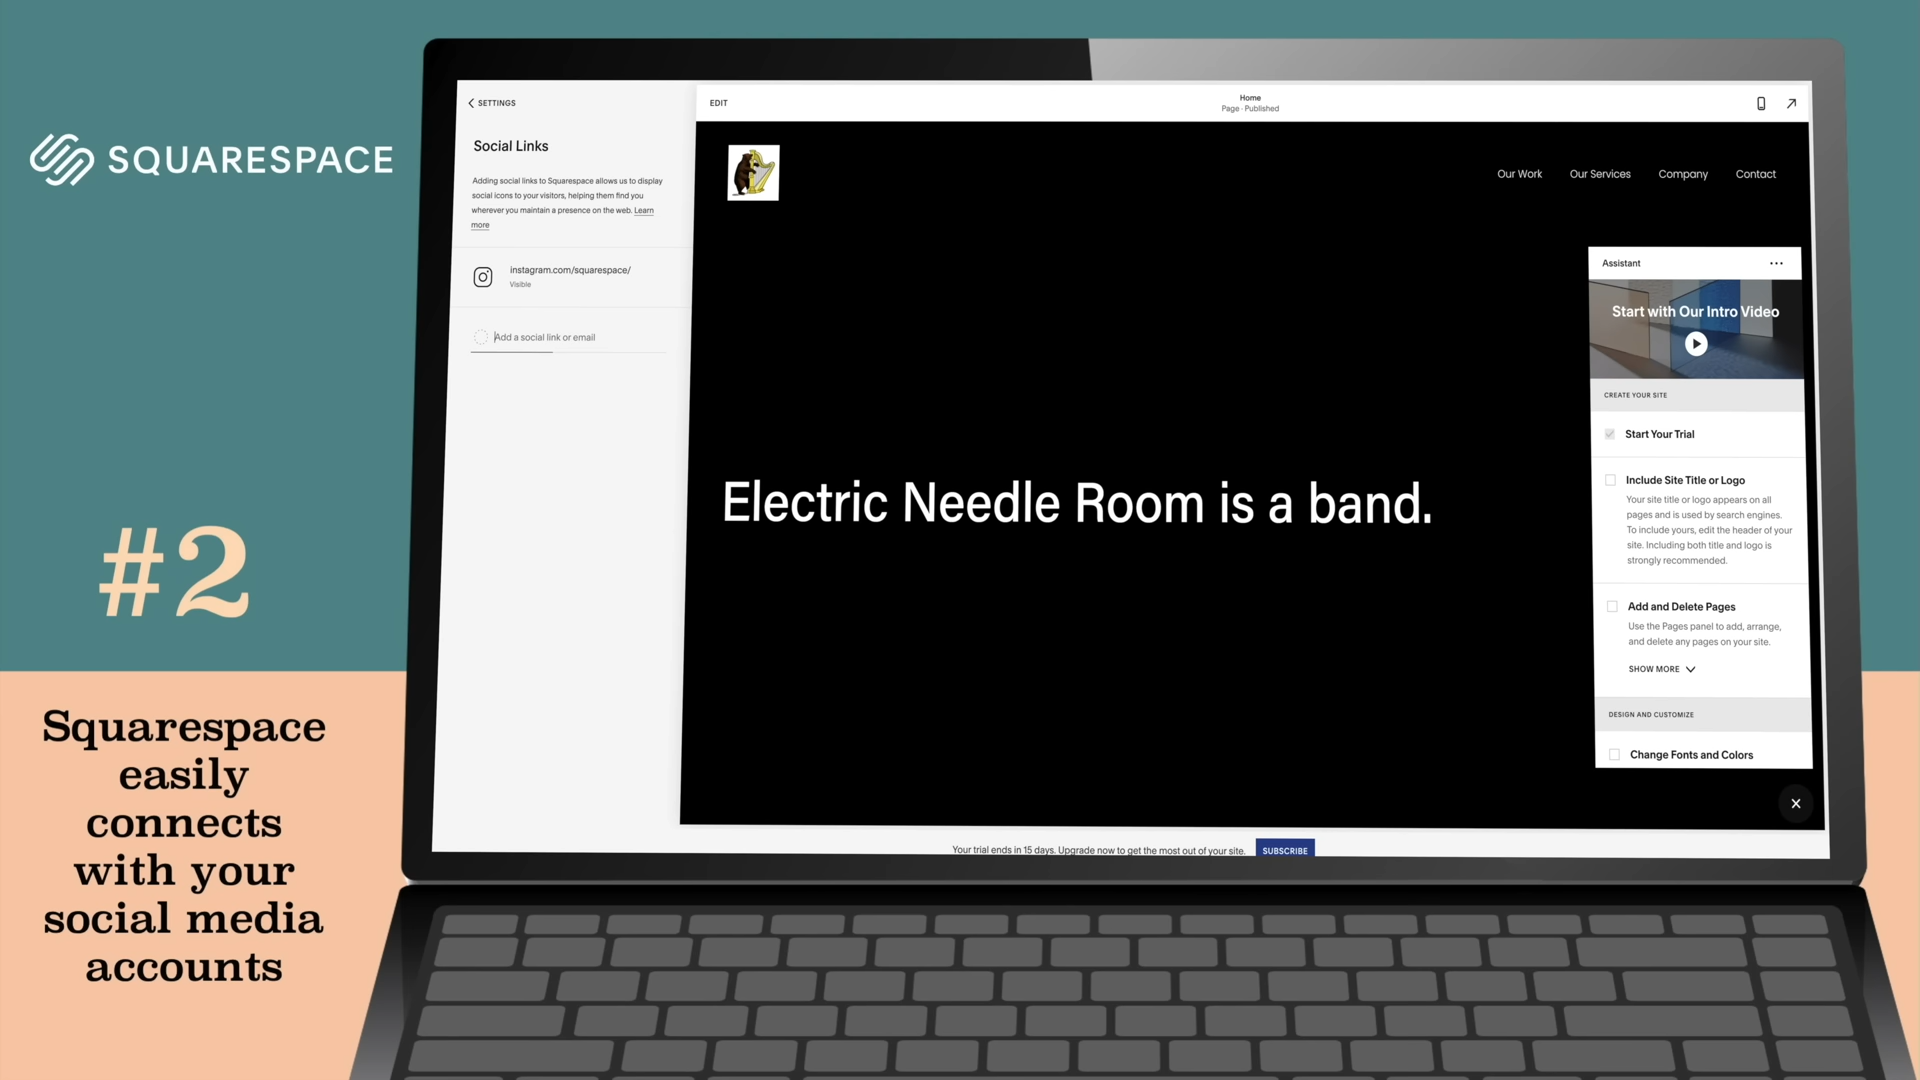 SQUARESPACE
#2
Squarespace
easily
connects
with your
social media
accounts
SETTINGS
Social Links
Adding social links to Squarespace allows us to display
social icons to your visitors, helping them find you
wherever you maintain a presence on the web. Learn
more
instagram.com/squarespace/
Visible
Add a social link or email
EDIT
Home
Page · Published
Our Work
Our Services
Company
Contact
Electric Needle Room is a band.
Assistant
Start with Our Intro Video
CREATE YOUR SITE
Start Your Trial
Include Site Title or Logo
Your site title or logo appears on all
pages and is used by search engines.
To include yours, edit the header of your
site. Including both title and logo is
strongly recommended.
Add and Delete Pages
Use the Pages panel to add, arrange,
and delete any pages on your site.
SHOW MORE
DESIGN AND CUSTOMIZE
Change Fonts and Colors
Your trial ends in 15 days. Upgrade now to get the most out of your site.
SUBSCRIBE